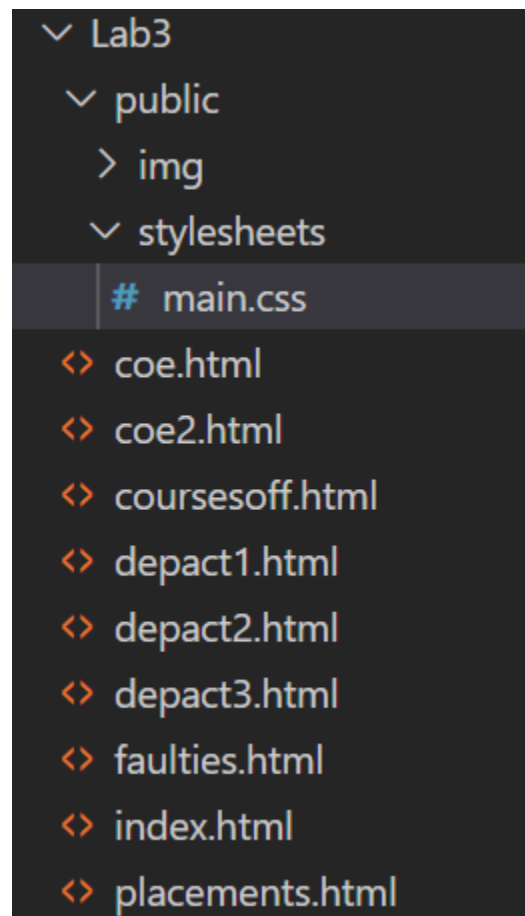 Lab3
public
img
stylesheets
# main.css
<> coe.html
<> coe2.html
<> coursesoff.html
<> depact1.html
<> depact2.html
<> depact3.html
<> faulties.html
<> index.html
<> placements.html